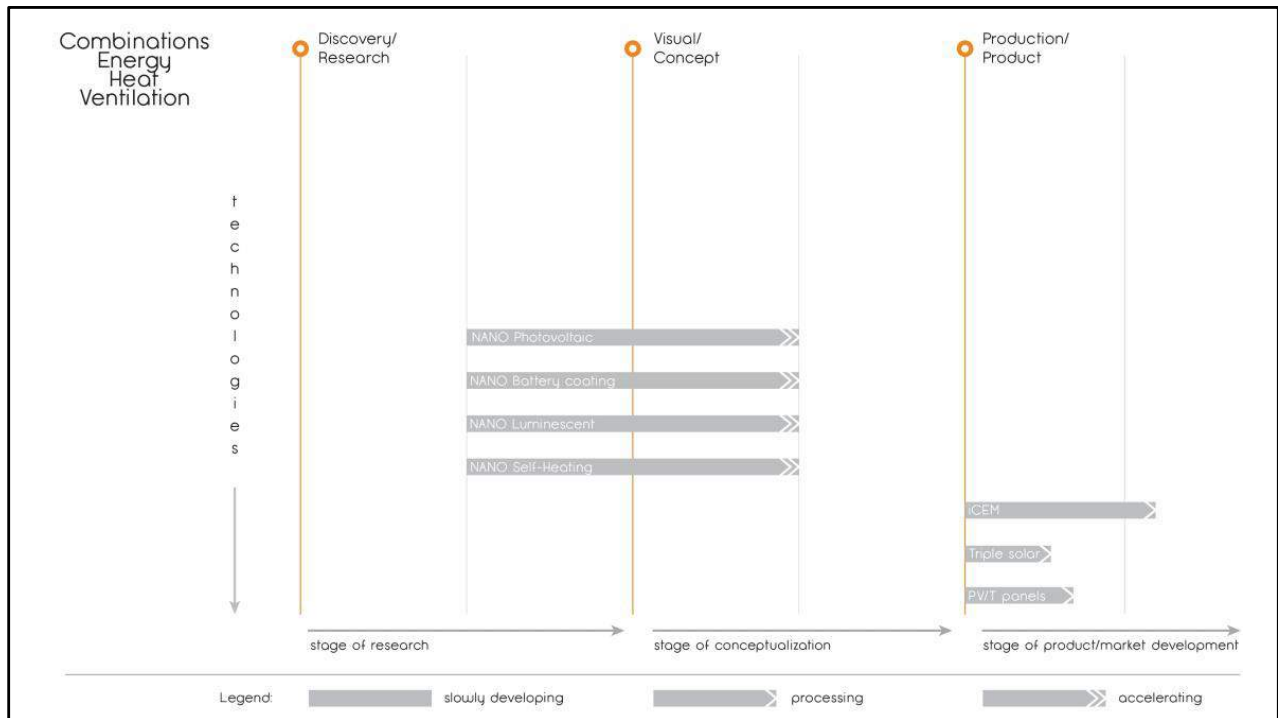 Combinations
Energy
Heat
Ventilation
Discovery/
Research
Visual/
Concept
Production/
Product
technologies
NANO Photovoltaic
NANO Battery coating
NANO Luminescent
NANO Self-Heating
iCEM
Triple solar
PV/T panels
stage of research
stage of conceptualization
stage of product/market development
Legend:
slowly developing
processing
accelerating